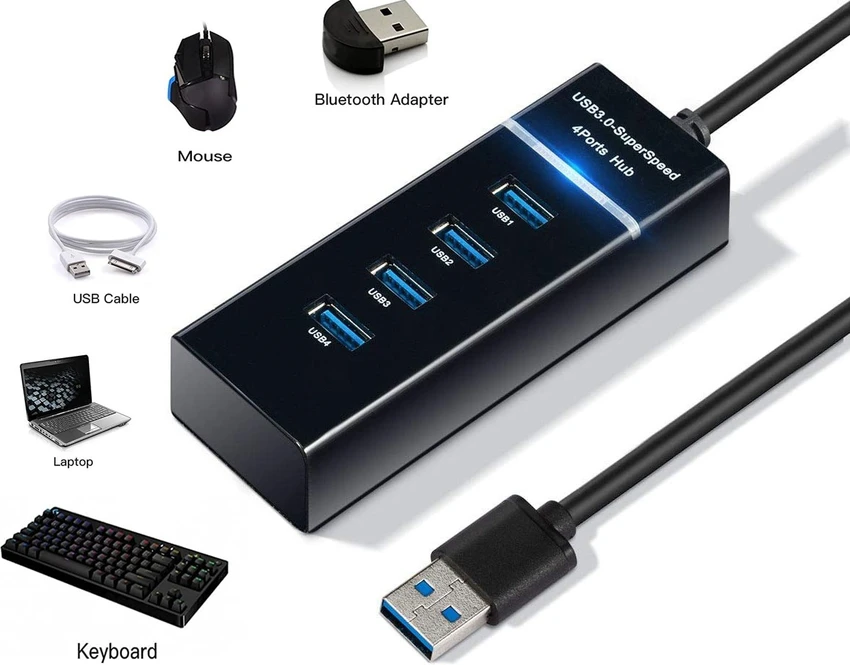 Bluetooth Adapter
Mouse
USB3.0-SuperSpeed
4Ports Hub
USB1
USB2
USB3
USB4
USB Cable
Laptop
Keyboard